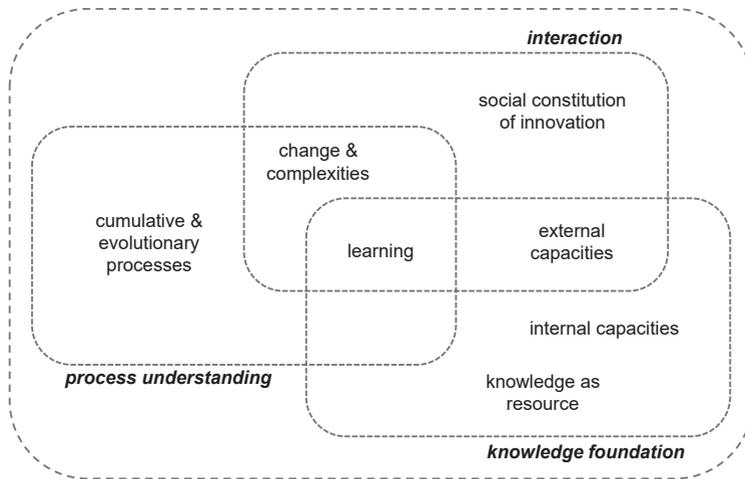 interaction
social constitution
of innovation
change &
complexities
cumulative &
evolutionary
processes
learning
external
capacities
internal capacities
process understanding
knowledge as
resource
knowledge foundation